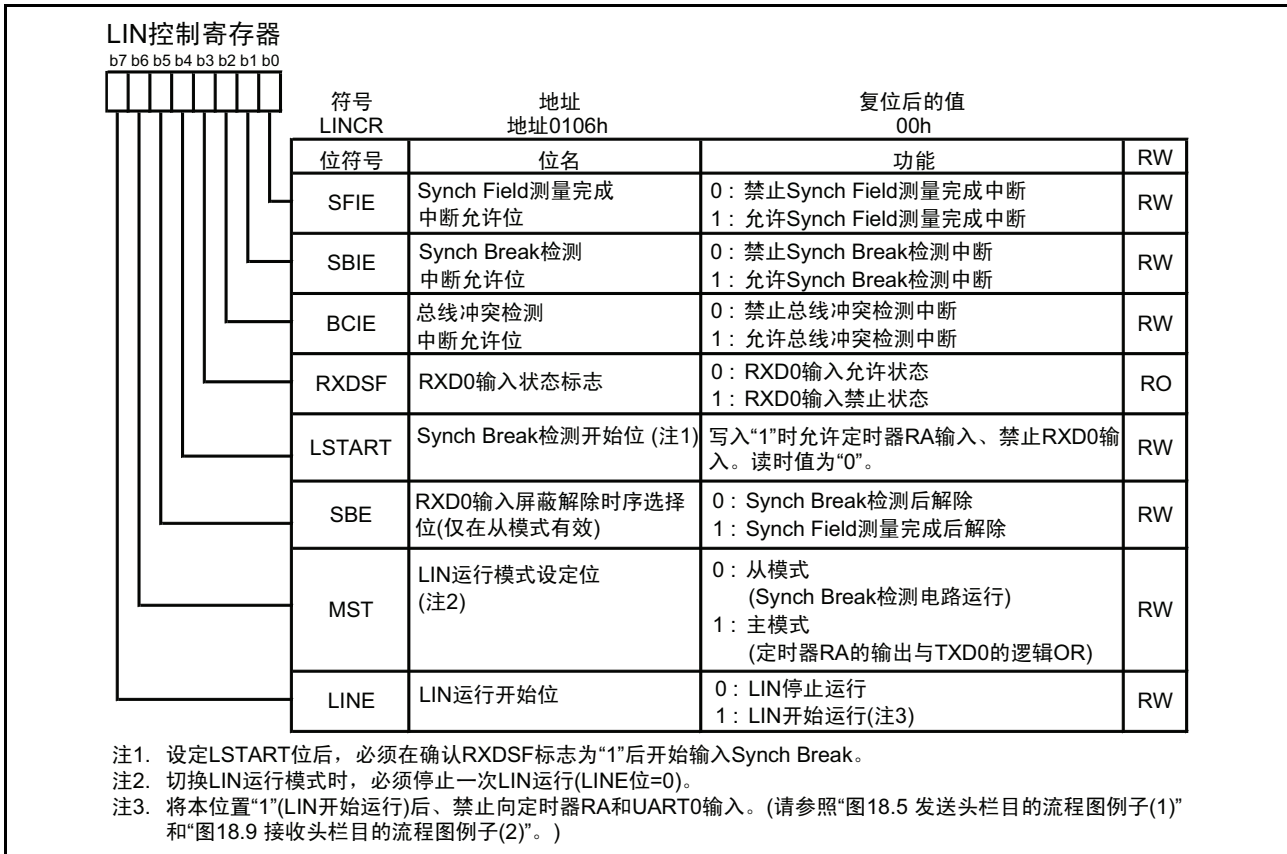 LIN控制寄存器
b7 b6 b5 b4 b3 b2 b1 b0
符号 地址 复位后的值
LINCR 地址0106h 00h
位符号 位名 功能 RW
SFIE Synch Field测量完成 0：禁止Synch Field测量完成中断 RW
中断允许位 1：允许Synch Field测量完成中断
SBIE Synch Break检测 0：禁止Synch Break检测中断 RW
中断允许位 1：允许Synch Break检测中断
BCIE 总线冲突检测 0：禁止总线冲突检测中断 RW
中断允许位 1：允许总线冲突检测中断
RXDSF RXD0输入状态标志 0：RXD0输入允许状态 RO
1：RXD0输入禁止状态
LSTART Synch Break检测开始位 (注1) 写入“1”时允许定时器RA输入、禁止RXD0输 RW
入。读时值为“0”。
SBE RXD0输入屏蔽解除时序选择 0：Synch Break检测后解除 RW
位(仅在从模式有效) 1：Synch Field测量完成后解除
MST LIN运行模式设定位 0：从模式 RW
(注2) (Synch Break检测电路运行)
1：主模式
(定时器RA的输出与TXD0的逻辑OR)
LINE LIN运行开始位 0：LIN停止运行 RW
1：LIN开始运行(注3)
注1. 设定LSTART位后，必须在确认RXDSF标志为“1”后开始输入Synch Break。
注2. 切换LIN运行模式时，必须停止一次LIN运行(LINE位=0)。
注3. 将本位置“1”(LIN开始运行)后、禁止向定时器RA和UART0输入。(请参照“图18.5 发送头栏目的流程图例子(1)”
和“图18.9 接收头栏目的流程图例子(2)”。)